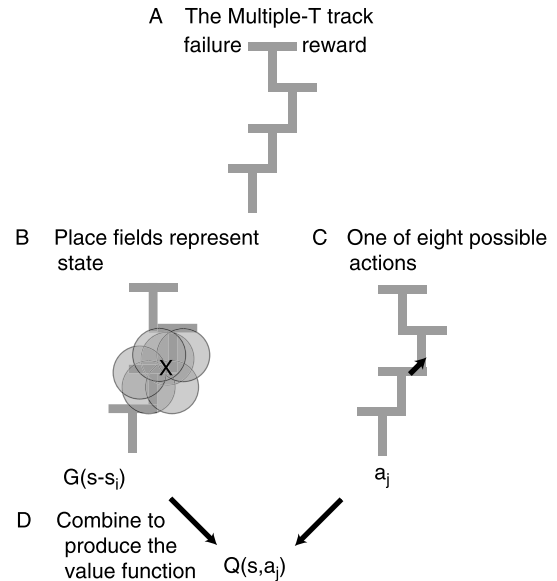 A The Multiple-T track
failure reward
B Place fields represent
state
C One of eight possible
actions
X
G(s-sᵢ)
aⱼ
D Combine to
produce the
value function
Q(s,aⱼ)